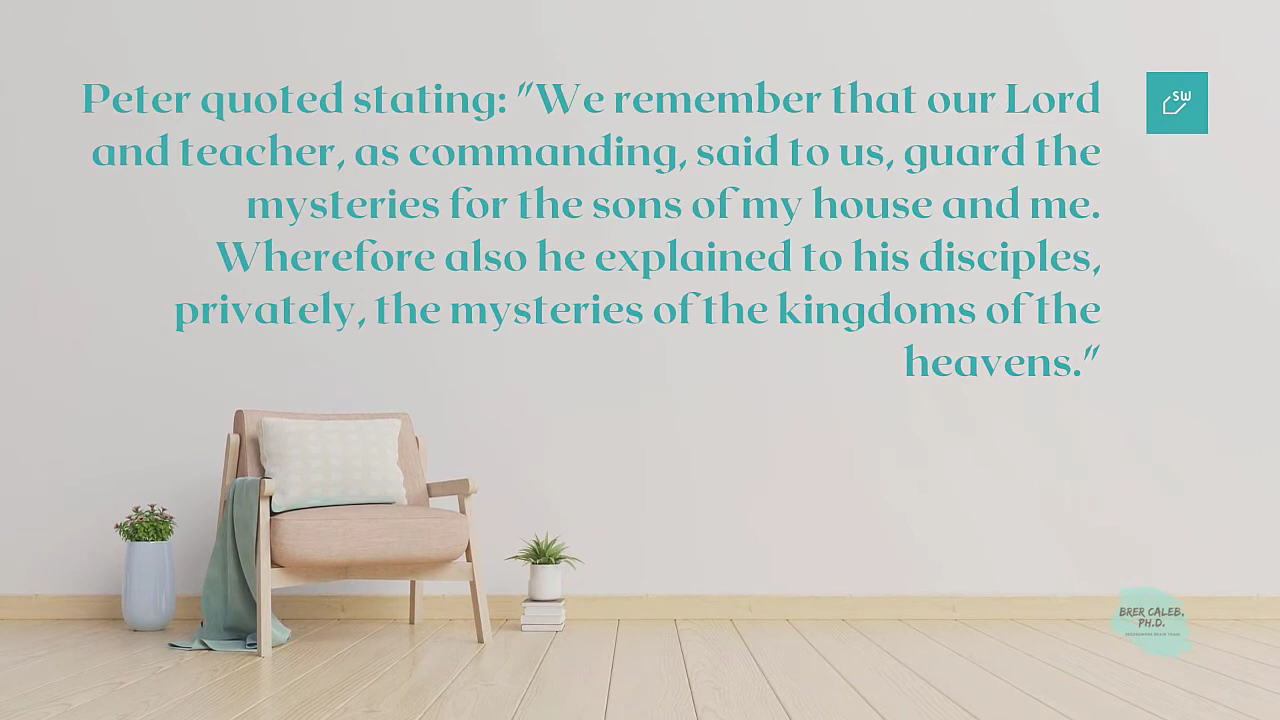 Peter quoted stating: "We remember that our Lord
and teacher, as commanding, said to us, guard the
mysteries for the sons of my house and me.
Wherefore also he explained to his disciples,
privately, the mysteries of the kingdoms of the
heavens."
SW
BRER CALEB,
PH.D.